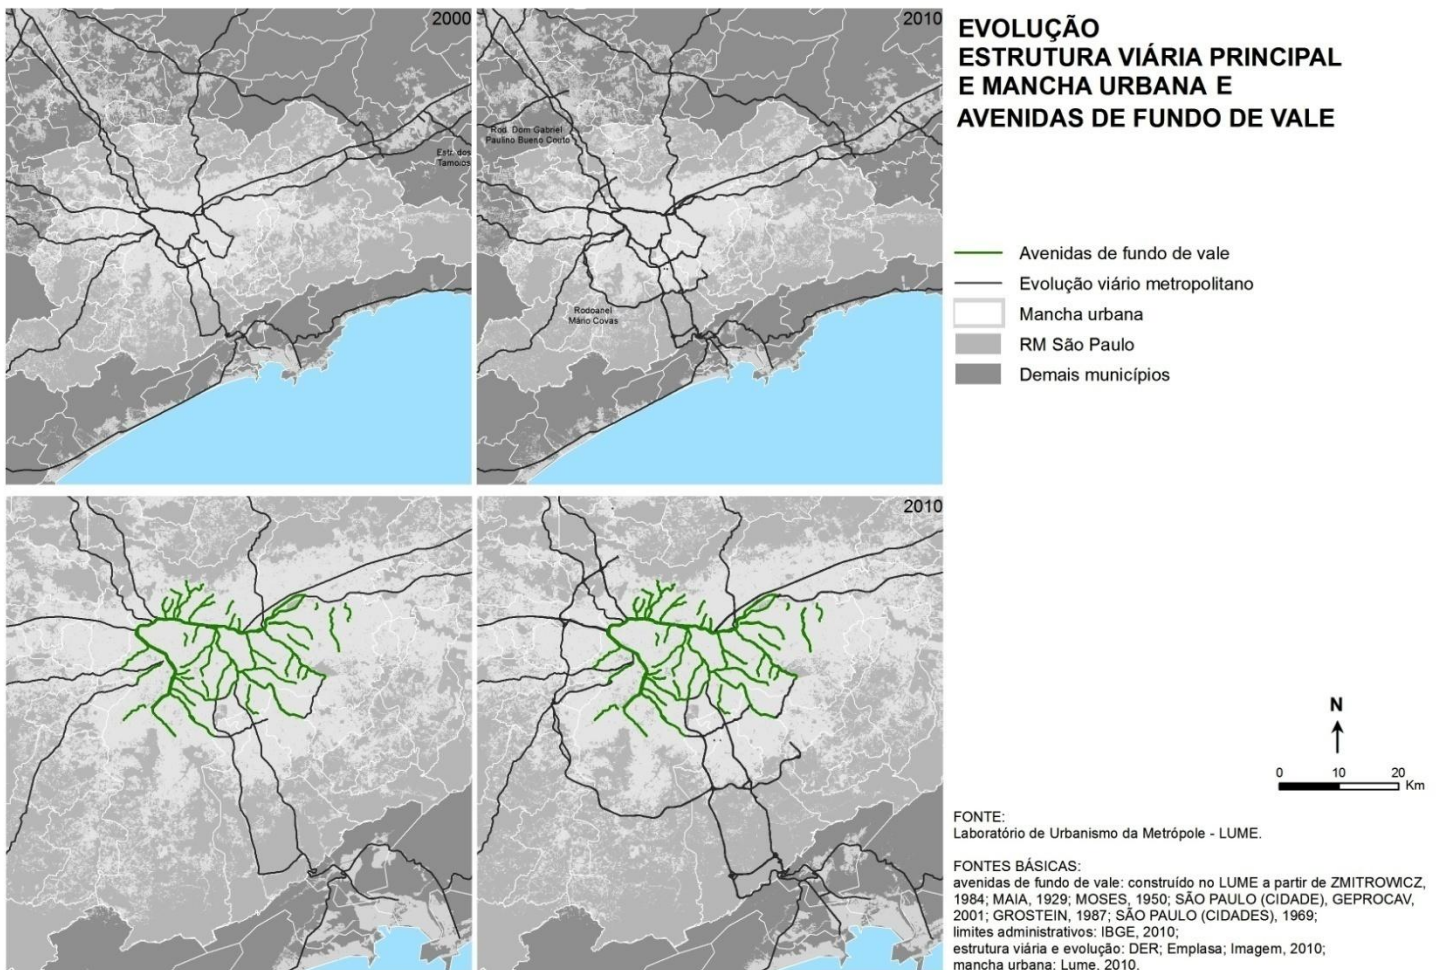 2000
2010
EVOLUÇÃO
ESTRUTURA VIÁRIA PRINCIPAL
E MANCHA URBANA E
AVENIDAS DE FUNDO DE VALE
Estr. dos
Tamoios
Rod. Dom Gabriel
Paulino Bueno Couto
Rodoanel
Mário Covas
Avenidas de fundo de vale
Evolução viário metropolitano
Mancha urbana
RM São Paulo
Demais municípios
2010
N
0 10 20
Km
FONTE:
Laboratório de Urbanismo da Metrópole - LUME.
FONTES BÁSICAS:
avenidas de fundo de vale: construído no LUME a partir de ZMITROWICZ,
1984; MAIA, 1929; MOSES, 1950; SÃO PAULO (CIDADE), GEPROCAV,
2001; GROSTEIN, 1987; SÃO PAULO (CIDADES), 1969;
limites administrativos: IBGE, 2010;
estrutura viária e evolução: DER; Emplasa; Imagem, 2010;
mancha urbana: Lume, 2010.